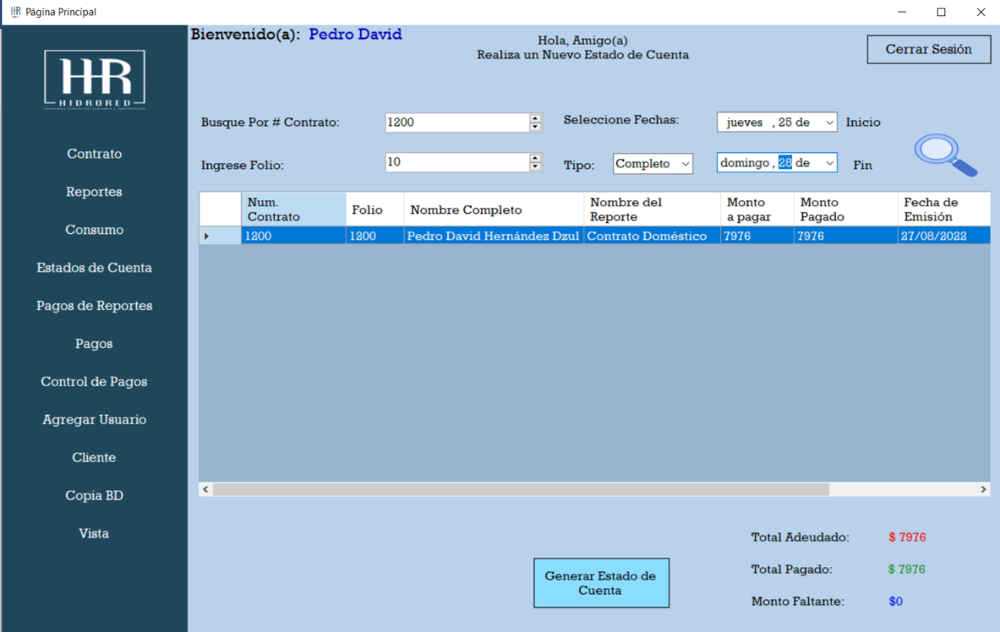 HR Página Principal
Bienvenido(a): Pedro David
Hola, Amigo(a)
Realiza un Nuevo Estado de Cuenta
Cerrar Sesión
HR
HIDRORED
Contrato
Reportes
Consumo
Estados de Cuenta
Pagos de Reportes
Pagos
Control de Pagos
Agregar Usuario
Cliente
Copia BD
Vista
Busque Por # Contrato: 1200 Seleccione Fechas: jueves , 25 de Inicio
Ingrese Folio: 10 Tipo: Completo domingo , 28 de Fin
Num. Contrato Folio Nombre Completo Nombre del Reporte Monto a pagar Monto Pagado Fecha de Emisión
1200 1200 Pedro David Hernández Dzul Contrato Doméstico 7976 7976 27/08/2022
Generar Estado de
Cuenta
Total Adeudado: $ 7976
Total Pagado: $ 7976
Monto Faltante: $0